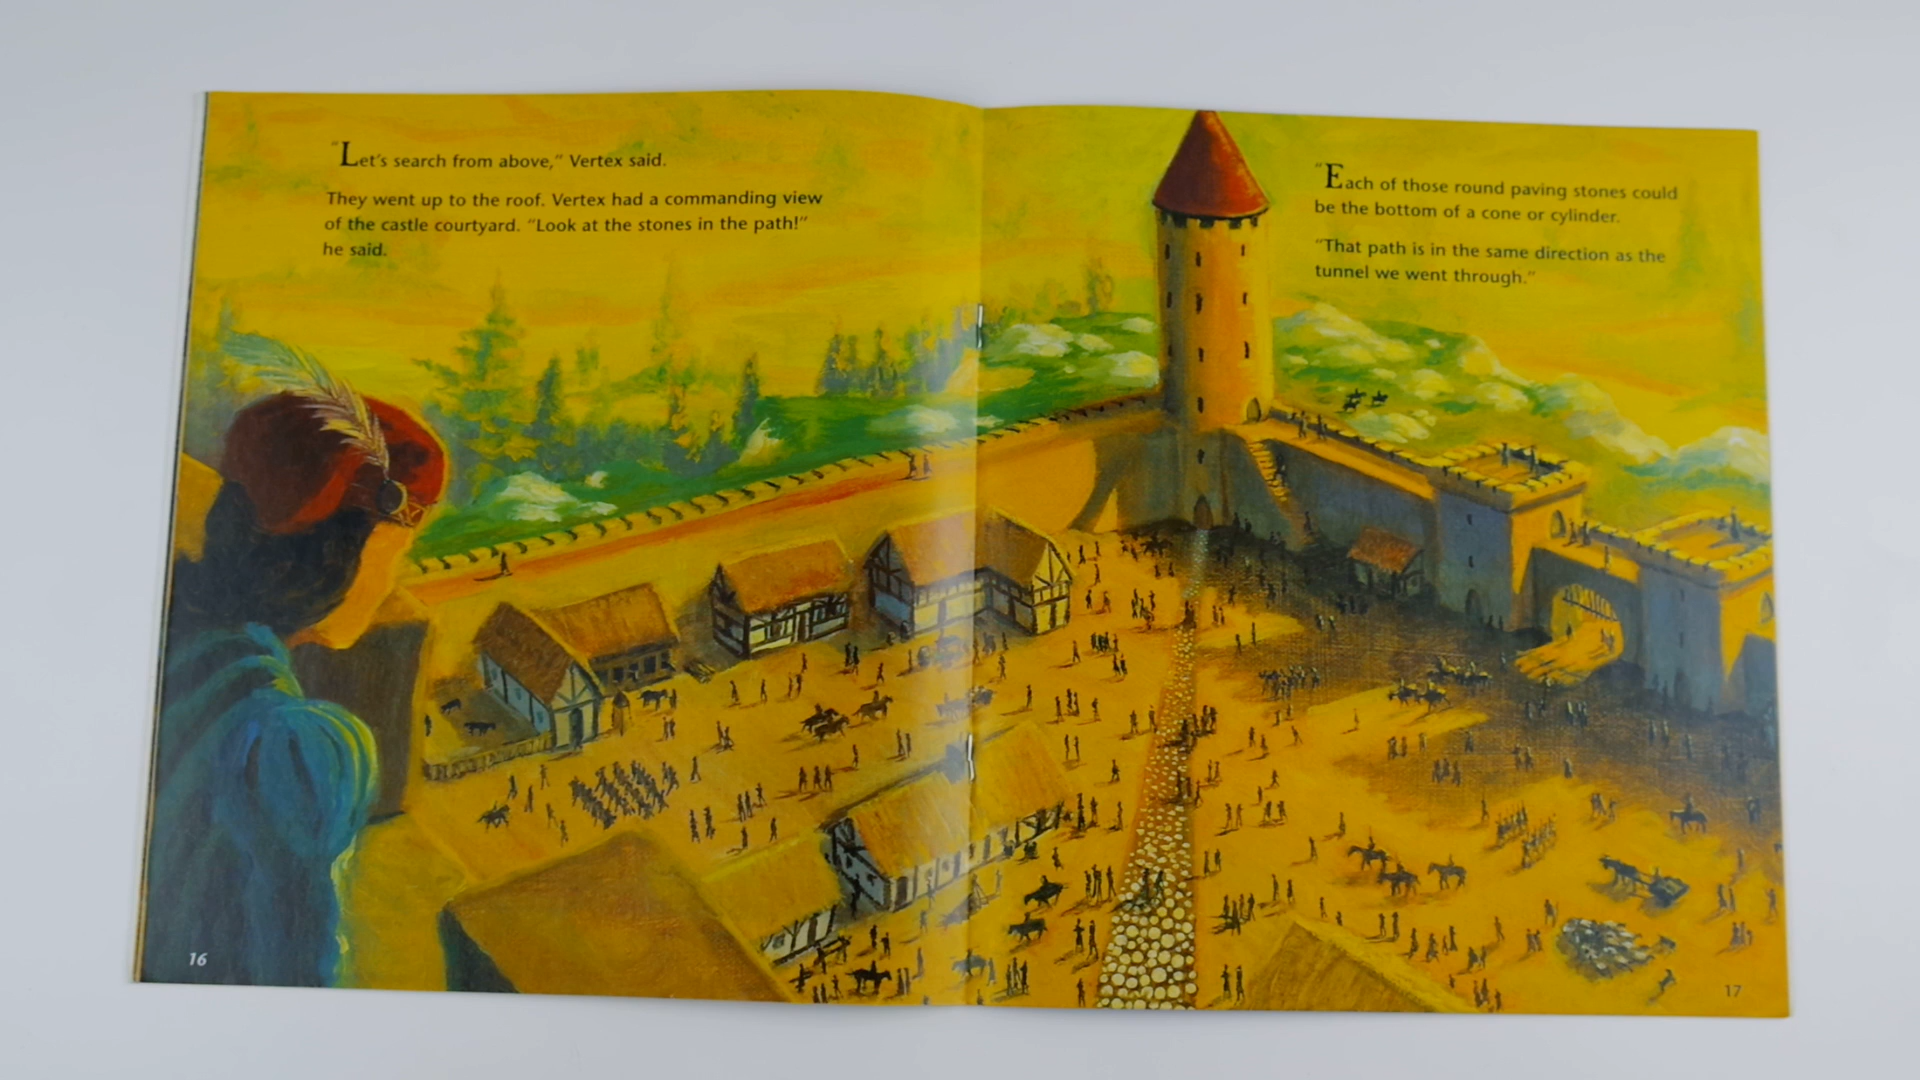 "Let's search from above," Vertex said.
They went up to the roof. Vertex had a commanding view
of the castle courtyard. "Look at the stones in the path!"
he said.
16
"Each of those round paving stones could
be the bottom of a cone or cylinder.
"That path is in the same direction as the
tunnel we went through."
17